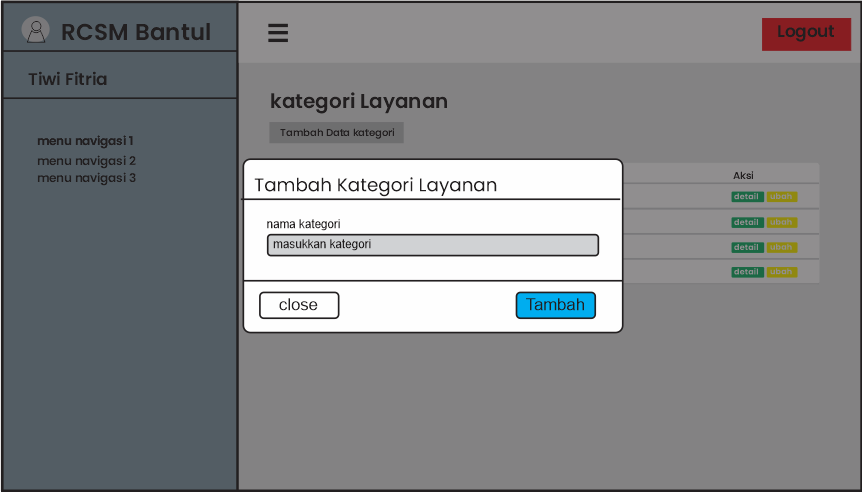 RCSM Bantul
Logout
Tiwi Fitria
menu navigasi 1
menu navigasi 2
menu navigasi 3
kategori Layanan
Tambah Data kategori
Aksi
detail ubah
detail ubah
detail ubah
detail ubah
Tambah Kategori Layanan
nama kategori
masukkan kategori
close
Tambah